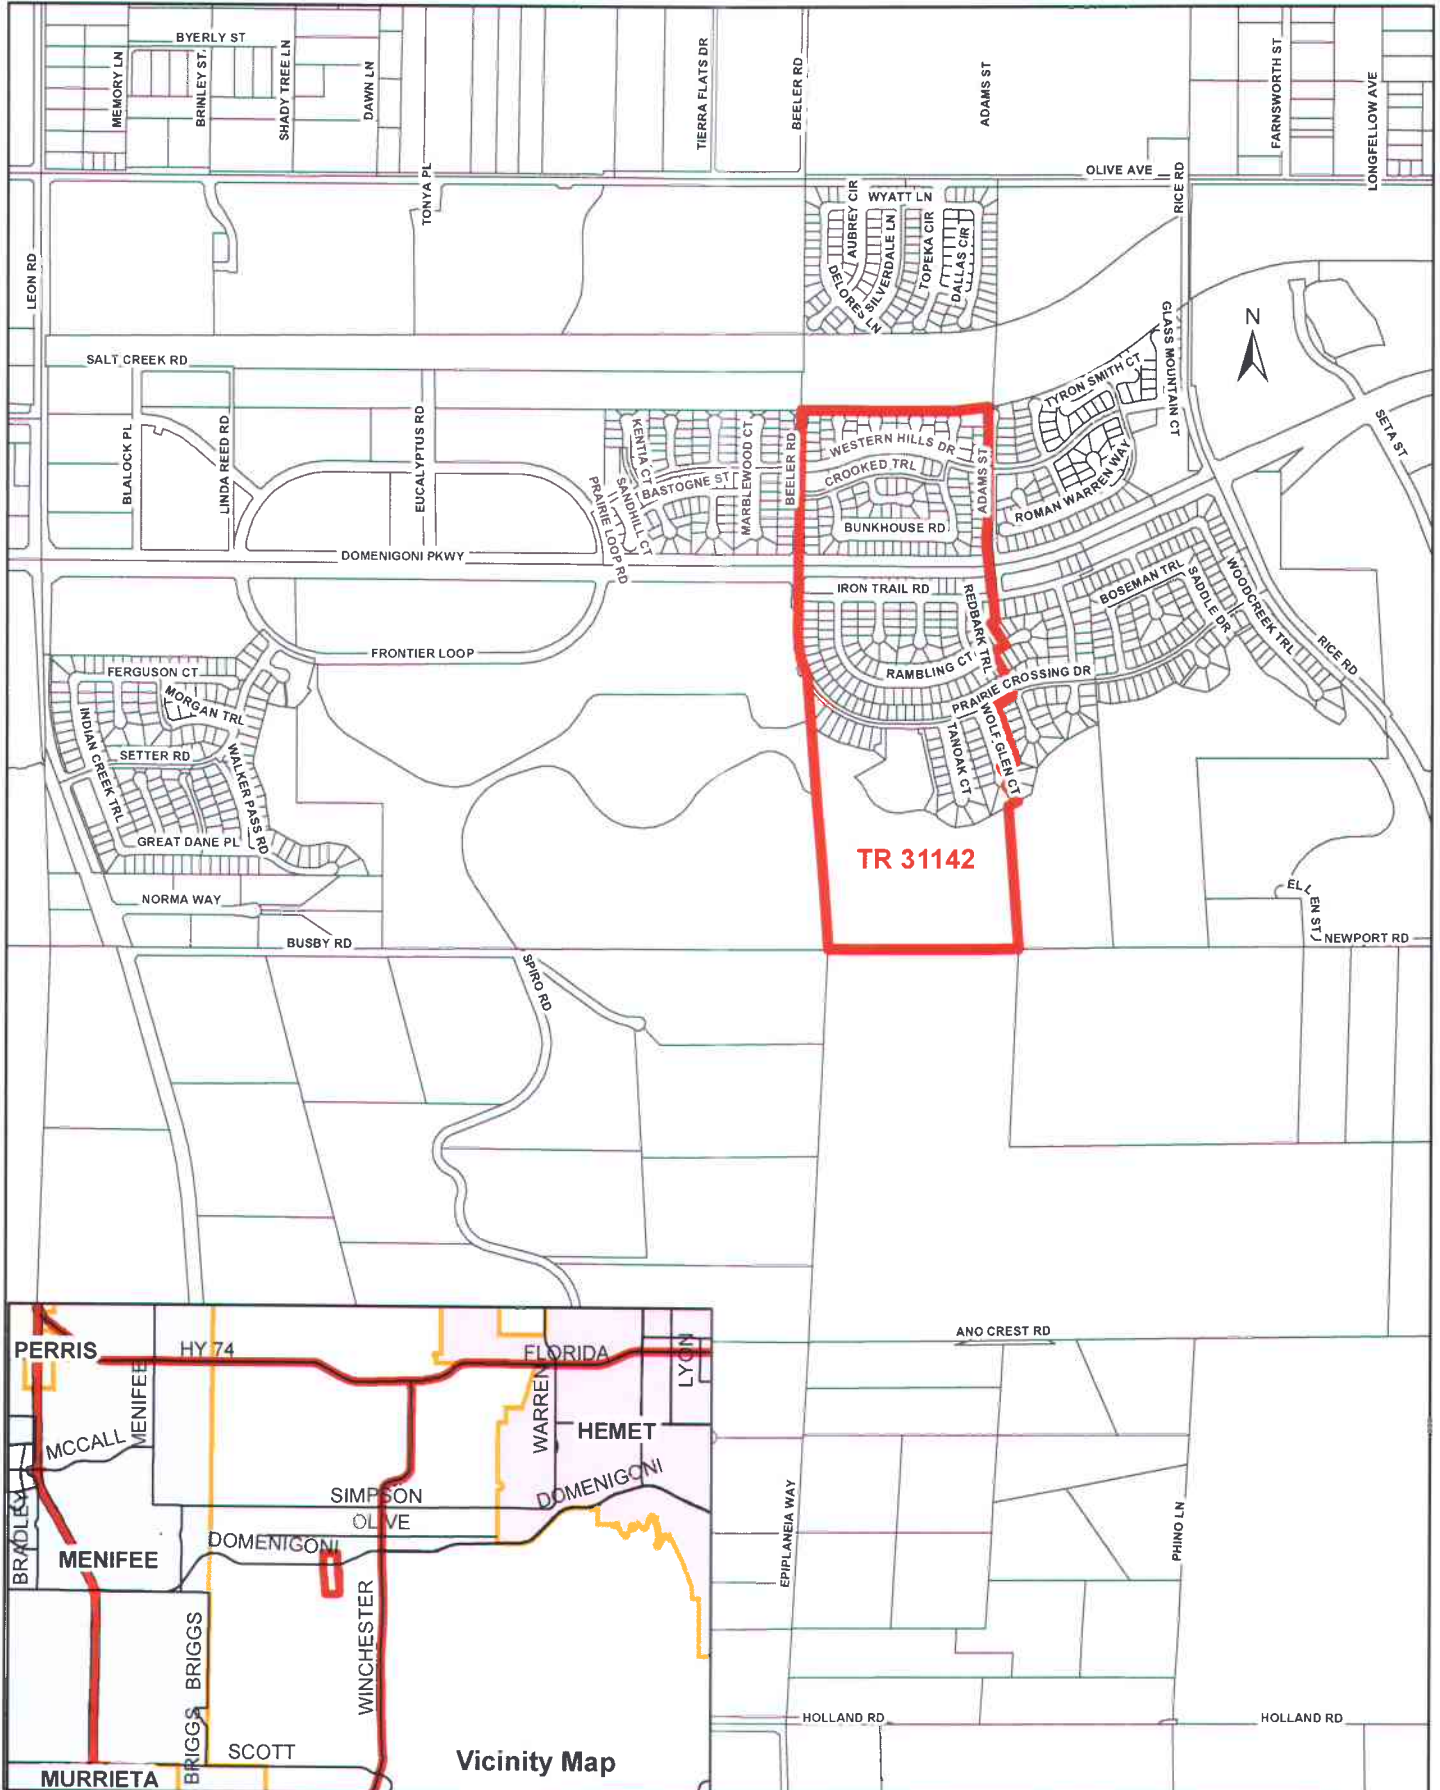 BYERLY ST
MEMORY LN
BRINLEY ST.
SHADY TREE LN
DAWN LN
TIERRA FLATS DR
BEELER RD
ADAMS ST
FARNSWORTH ST
LONGFELLOW AVE
OLIVE AVE
RICE RD
TONYA PL
LEON RD
WYATT LN
AUBREY CIR
SILVERDALE LN
TOPEKA CIR
DALLAS CIR
DELORES LN
GLASS MOUNTAIN CT
N
SALT CREEK RD
TYRON SMITH CT
SETA ST
BLALOCK PL
LINDA REED RD
EUCALYPTUS RD
KENTIA CT
SANDHILL CT
BASTOGNE ST
MARBLEWOOD CT
BEELER RD
WESTERN HILLS DR
CROOKED TRL
BUNKHOUSE RD
ADAMS ST
ROMAN WARREN WAY
PRAIRIE LOOP RD
DOMENIGONI PKWY
IRON TRAIL RD
REDBARK TRL
BOSEMAN TRL
SADDLE DR
WOODCREEK TRL
RICE RD
FRONTIER LOOP
RAMBLING CT
PRAIRIE CROSSING DR
FERGUSON CT
MORGAN TRL
INDIAN CREEK TRL
SETTER RD
WALKER PASS RD
GREAT DANE PL
TANOAK CT
WOLF GLEN CT
TR 31142
NORMA WAY
BUSBY RD
ELLEN ST
NEWPORT RD
SPIRO RD
ANO CREST RD
EPIPLANEIA WAY
PHINO LN
HOLLAND RD
HOLLAND RD
PERRIS
HY 74
FLORIDA
LYON
MENIFEE
WARREN
HEMET
MCCALL
SIMPSON
DOMENIGONI
OLIVE
BRADLEY
DOMENIGONI
MENIFEE
WINCHESTER
BRIGGS
BRIGGS
SCOTT
Vicinity Map
MURRIETA